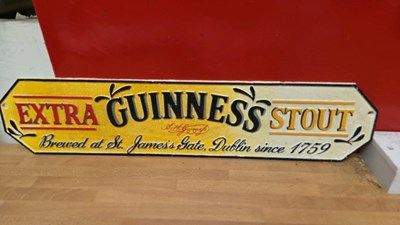 EXTRA GUINNESS STOUT
Brewed at St. James's Gate, Dublin since 1759